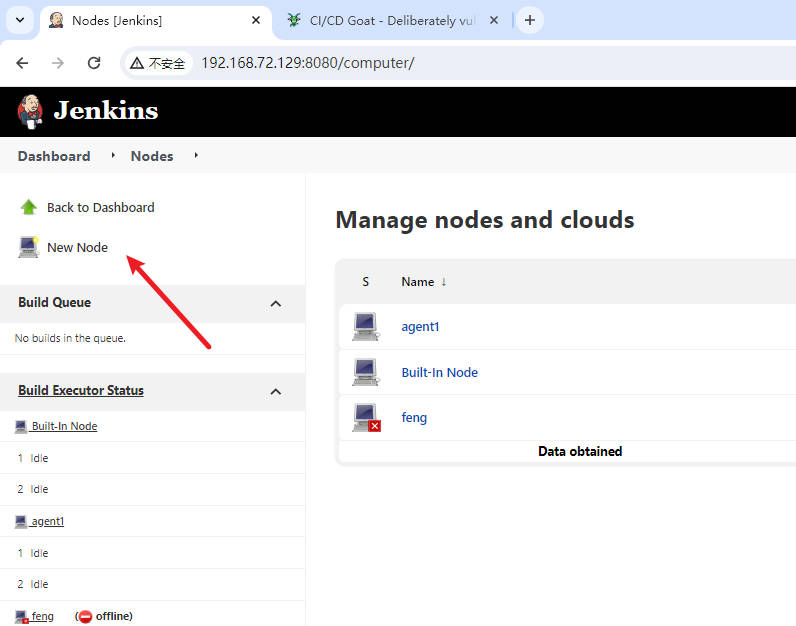 Nodes [Jenkins]
CI/CD Goat - Deliberately vul
不安全
192.168.72.129:8080/computer/
Jenkins
Dashboard
Nodes
Back to Dashboard
New Node
Manage nodes and clouds
Build Queue
No builds in the queue.
Build Executor Status
Built-In Node
1 Idle
2 Idle
agent1
1 Idle
2 Idle
feng (offline)
S Name ↓
agent1
Built-In Node
feng
Data obtained